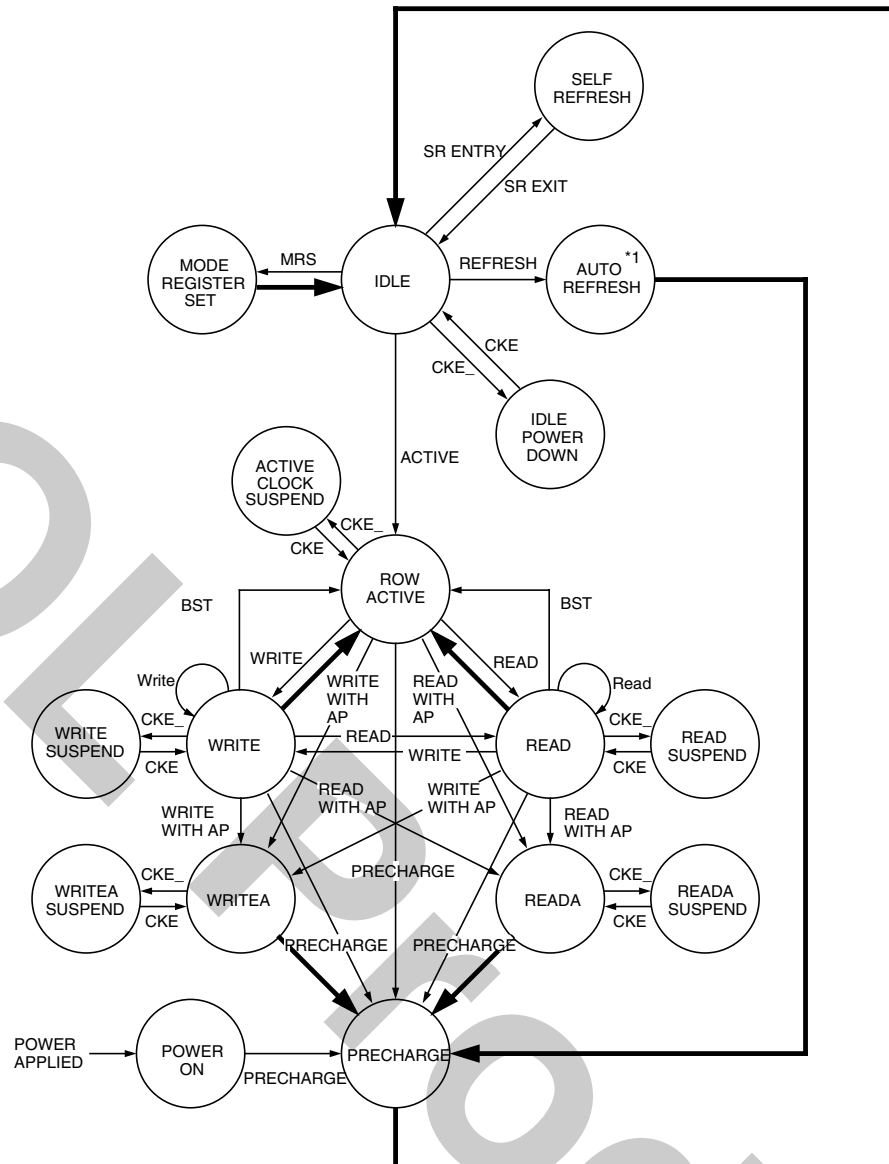 SELF
REFRESH
SR ENTRY
SR EXIT
MODE
REGISTER
SET
MRS
IDLE
REFRESH
AUTO
REFRESH
*1
CKE
CKE_
IDLE
POWER
DOWN
ACTIVE
CLOCK
SUSPEND
ACTIVE
CKE_
CKE
ROW
ACTIVE
BST
BST
WRITE
READ
Write
WRITE
WITH
AP
READ
WITH
AP
Read
WRITE
SUSPEND
CKE_
CKE
WRITE
READ
WRITE
READ
CKE_
CKE
READ
SUSPEND
WRITE
WITH AP
READ
WITH AP
WRITE
WITH AP
READ
WITH AP
WRITEA
SUSPEND
CKE_
CKE
WRITEA
PRECHARGE
READA
CKE_
CKE
READA
SUSPEND
PRECHARGE
PRECHARGE
POWER
APPLIED
POWER
ON
PRECHARGE
PRECHARGE